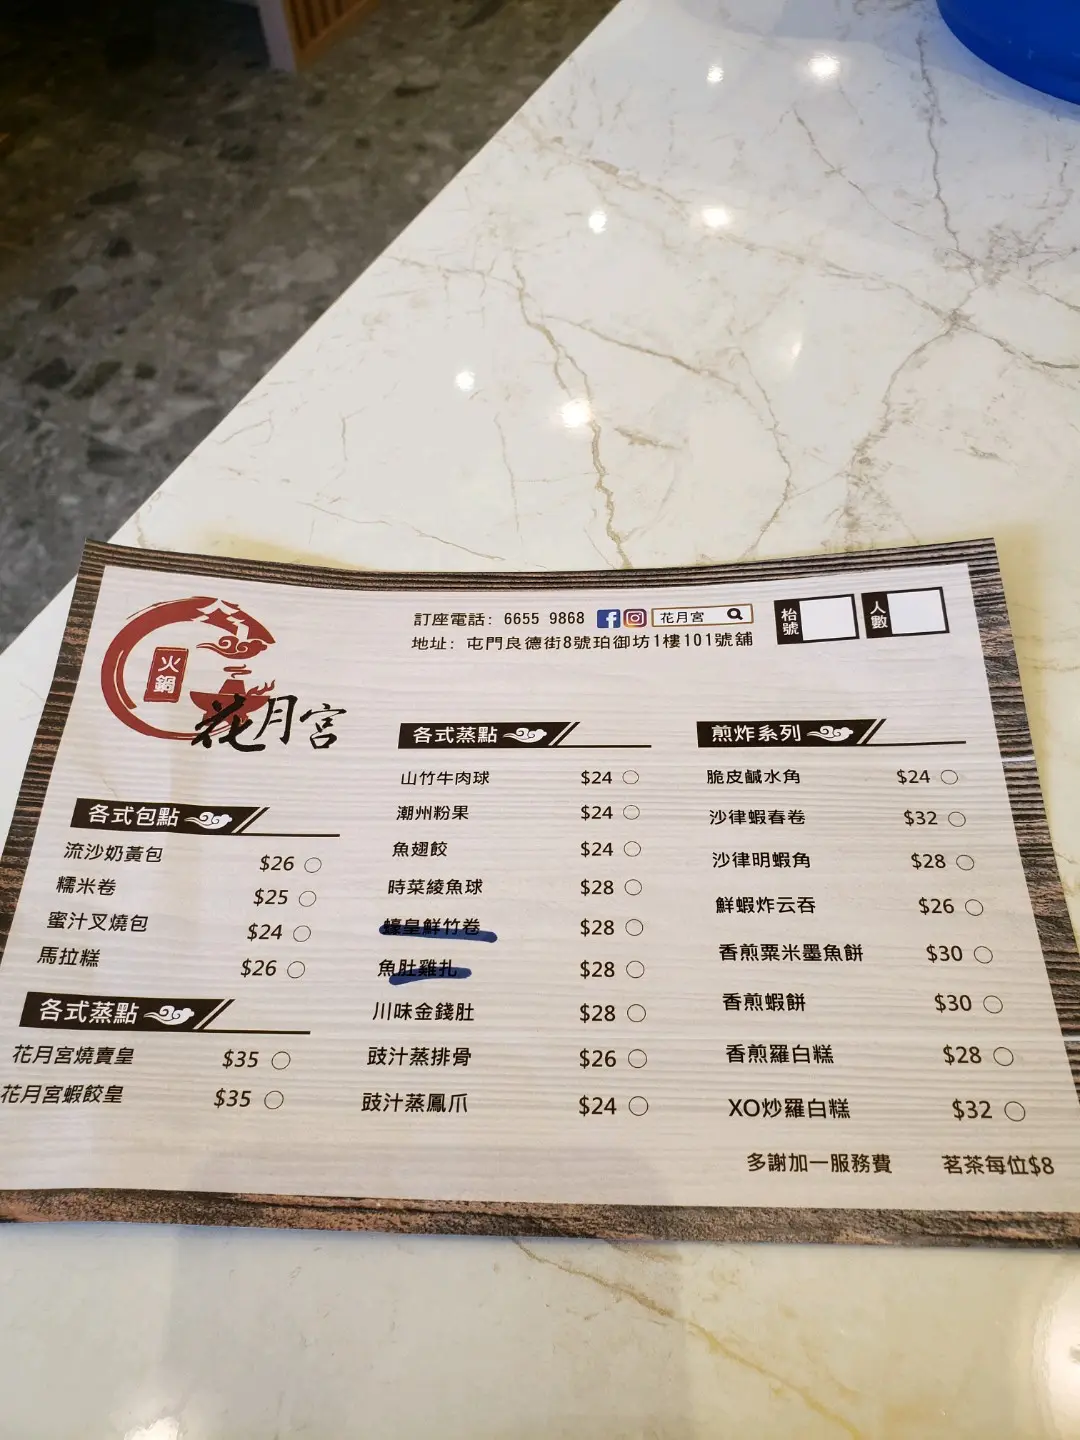 火鍋
花月宮
訂座電話: 6655 9868 花月宮
地址: 屯門良德街8號珀御坊1樓101號舖
枱號
人數
各式包點
流沙奶黃包 $26
糯米卷 $25
蜜汁叉燒包 $24
馬拉糕 $26
各式蒸點
花月宮燒賣皇 $35
花月宮蝦餃皇 $35
各式蒸點
山竹牛肉球 $24
潮州粉果 $24
魚翅餃 $24
時菜綾魚球 $28
蠔皇鮮竹卷 $28
魚肚雞扎 $28
川味金錢肚 $28
豉汁蒸排骨 $26
豉汁蒸鳳爪 $24
煎炸系列
脆皮鹹水角 $24
沙律蝦春卷 $32
沙律明蝦角 $28
鮮蝦炸云吞 $26
香煎粟米墨魚餅 $30
香煎蝦餅 $30
香煎羅白糕 $28
XO炒羅白糕 $32
多謝加一服務費 茗茶每位$8